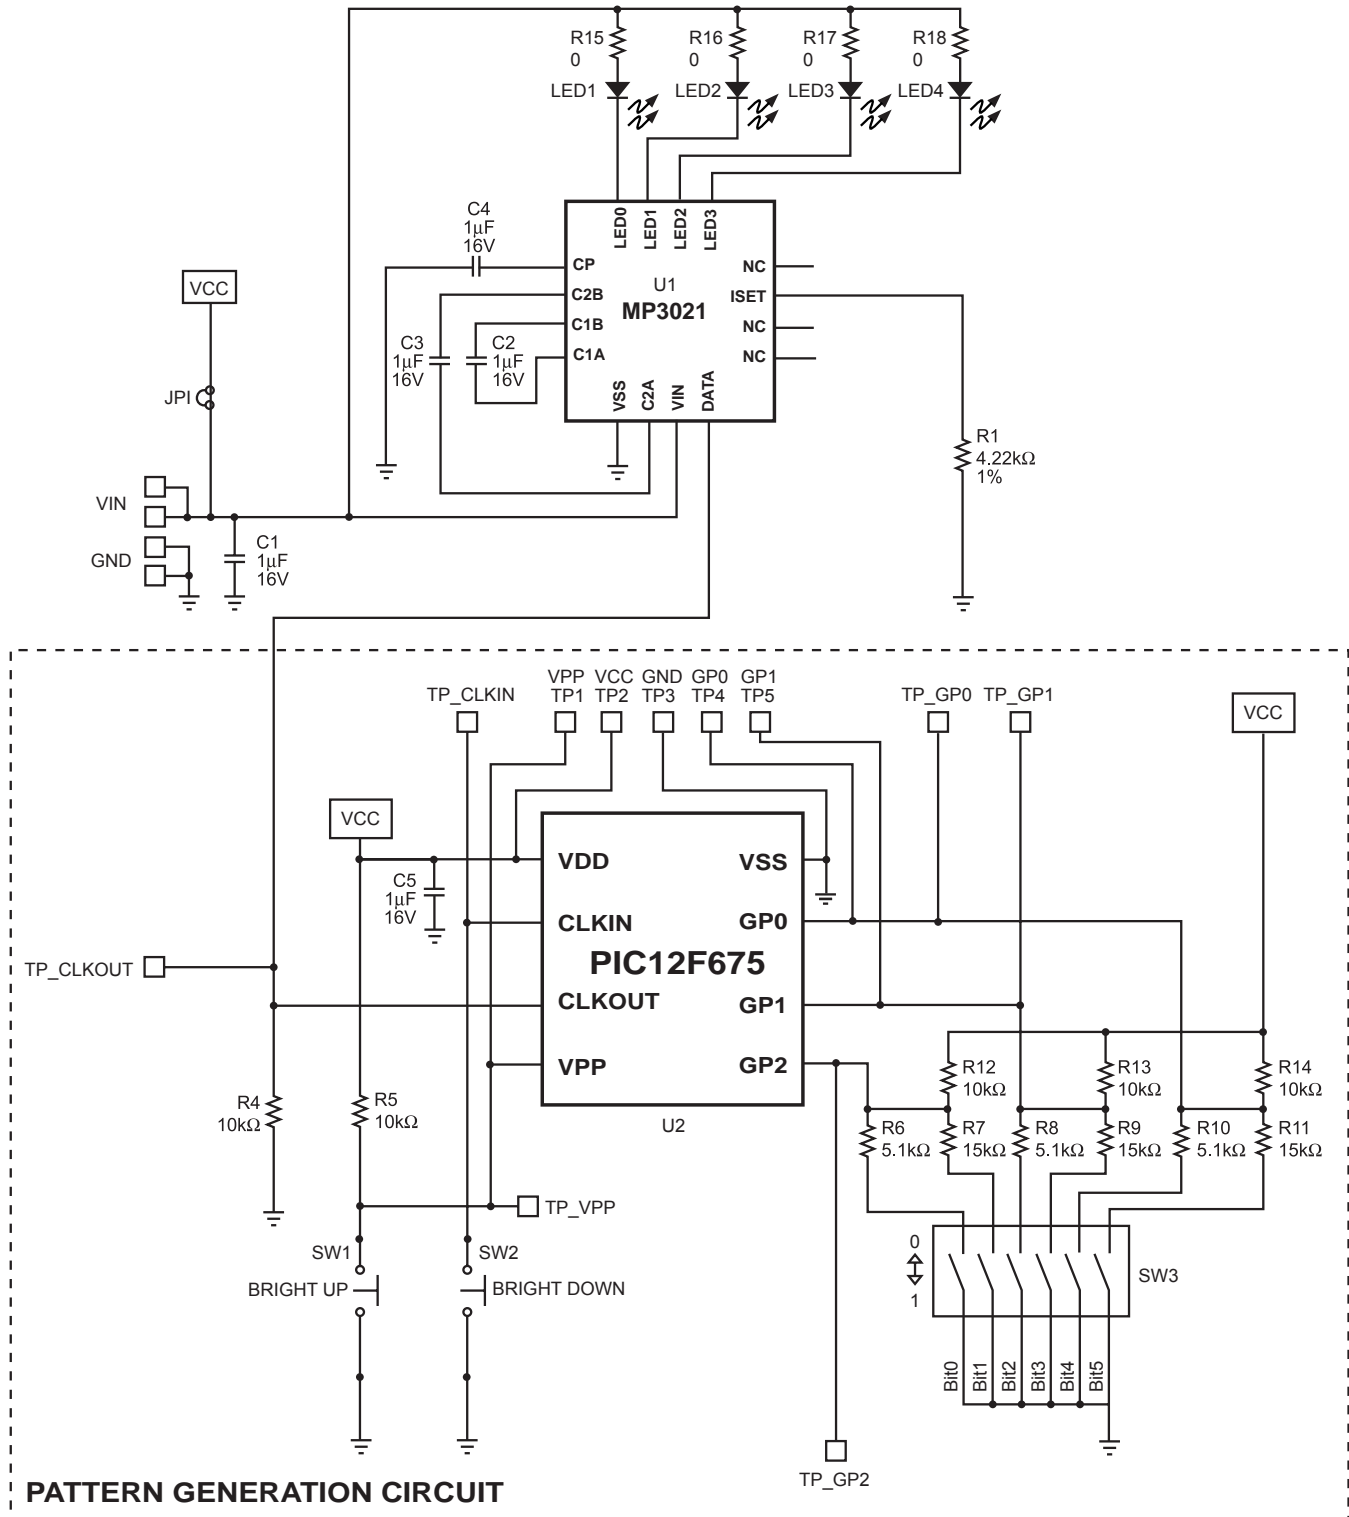 R15
0
R16
0
R17
0
R18
0
LED1
LED2
LED3
LED4
C4
1µF
16V
LED0
LED1
LED2
LED3
CP
C2B
C1B
C1A
U1
MP3021
NC
ISET
NC
NC
VSS
C2A
VIN
DATA
VCC
JPI
C3
1µF
16V
C2
1µF
16V
R1
4.22kΩ
1%
VIN
GND
C1
1µF
16V
TP_CLKIN
VPP
TP1
VCC
TP2
GND
TP3
GP0
TP4
GP1
TP5
TP_GP0
TP_GP1
VCC
VCC
C5
1µF
16V
VDD
CLKIN
PIC12F675
CLKOUT
VPP
VSS
GP0
GP1
GP2
U2
TP_CLKOUT
R4
10kΩ
R5
10kΩ
R12
10kΩ
R13
10kΩ
R14
10kΩ
R6
5.1kΩ
R7
15kΩ
R8
5.1kΩ
R9
15kΩ
R10
5.1kΩ
R11
15kΩ
TP_VPP
SW1
BRIGHT UP
SW2
BRIGHT DOWN
0
1
SW3
Bit0
Bit1
Bit2
Bit3
Bit4
Bit5
TP_GP2
PATTERN GENERATION CIRCUIT